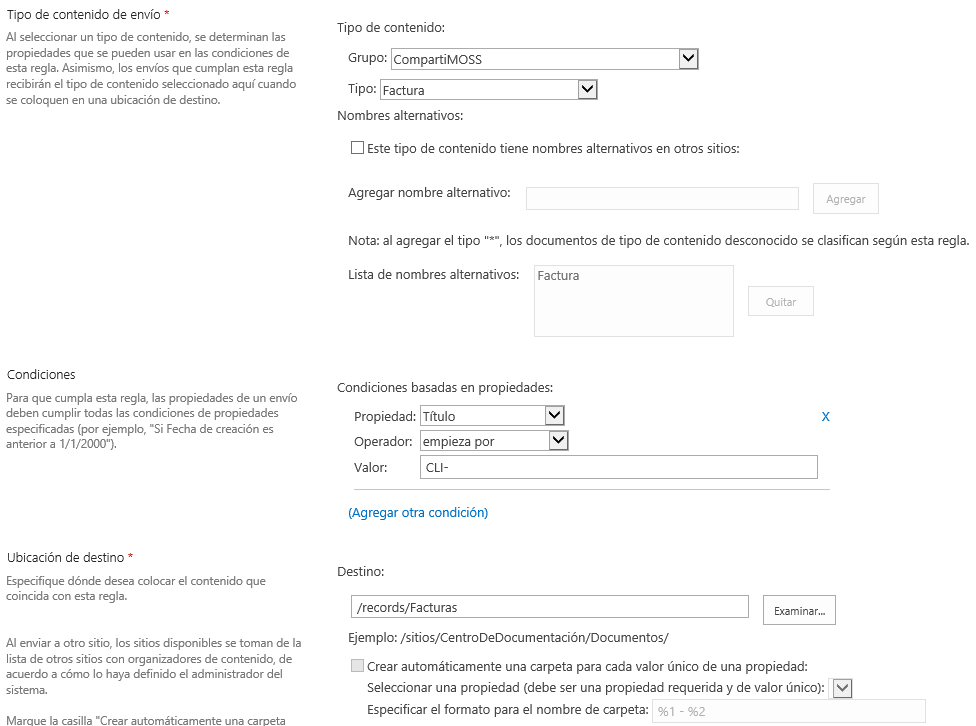 Tipo de contenido de envío *
Al seleccionar un tipo de contenido, se determinan las
propiedades que se pueden usar en las condiciones de
esta regla. Asimismo, los envíos que cumplan esta regla
recibirán el tipo de contenido seleccionado aquí cuando
se coloquen en una ubicación de destino.
Tipo de contenido:
Grupo: CompartiMOSS
Tipo: Factura
Nombres alternativos:
Este tipo de contenido tiene nombres alternativos en otros sitios:
Agregar nombre alternativo: Agregar
Nota: al agregar el tipo "*", los documentos de tipo de contenido desconocido se clasifican según esta regla.
Lista de nombres alternativos: Factura
Quitar
Condiciones
Para que cumpla esta regla, las propiedades de un envío
deben cumplir todas las condiciones de propiedades
especificadas (por ejemplo, "Si Fecha de creación es
anterior a 1/1/2000").
Condiciones basadas en propiedades:
Propiedad: Título X
Operador: empieza por
Valor: CLI-
(Agregar otra condición)
Ubicación de destino *
Especifique dónde desea colocar el contenido que
coincida con esta regla.
Al enviar a otro sitio, los sitios disponibles se toman de la
lista de otros sitios con organizadores de contenido, de
acuerdo a cómo lo haya definido el administrador del
sistema.
Marque la casilla "Crear automáticamente una carpeta
Destino:
/records/Facturas Examinar...
Ejemplo: /sitios/CentroDeDocumentación/Documentos/
Crear automáticamente una carpeta para cada valor único de una propiedad:
Seleccionar una propiedad (debe ser una propiedad requerida y de valor único):
Especificar el formato para el nombre de carpeta: %1 - %2